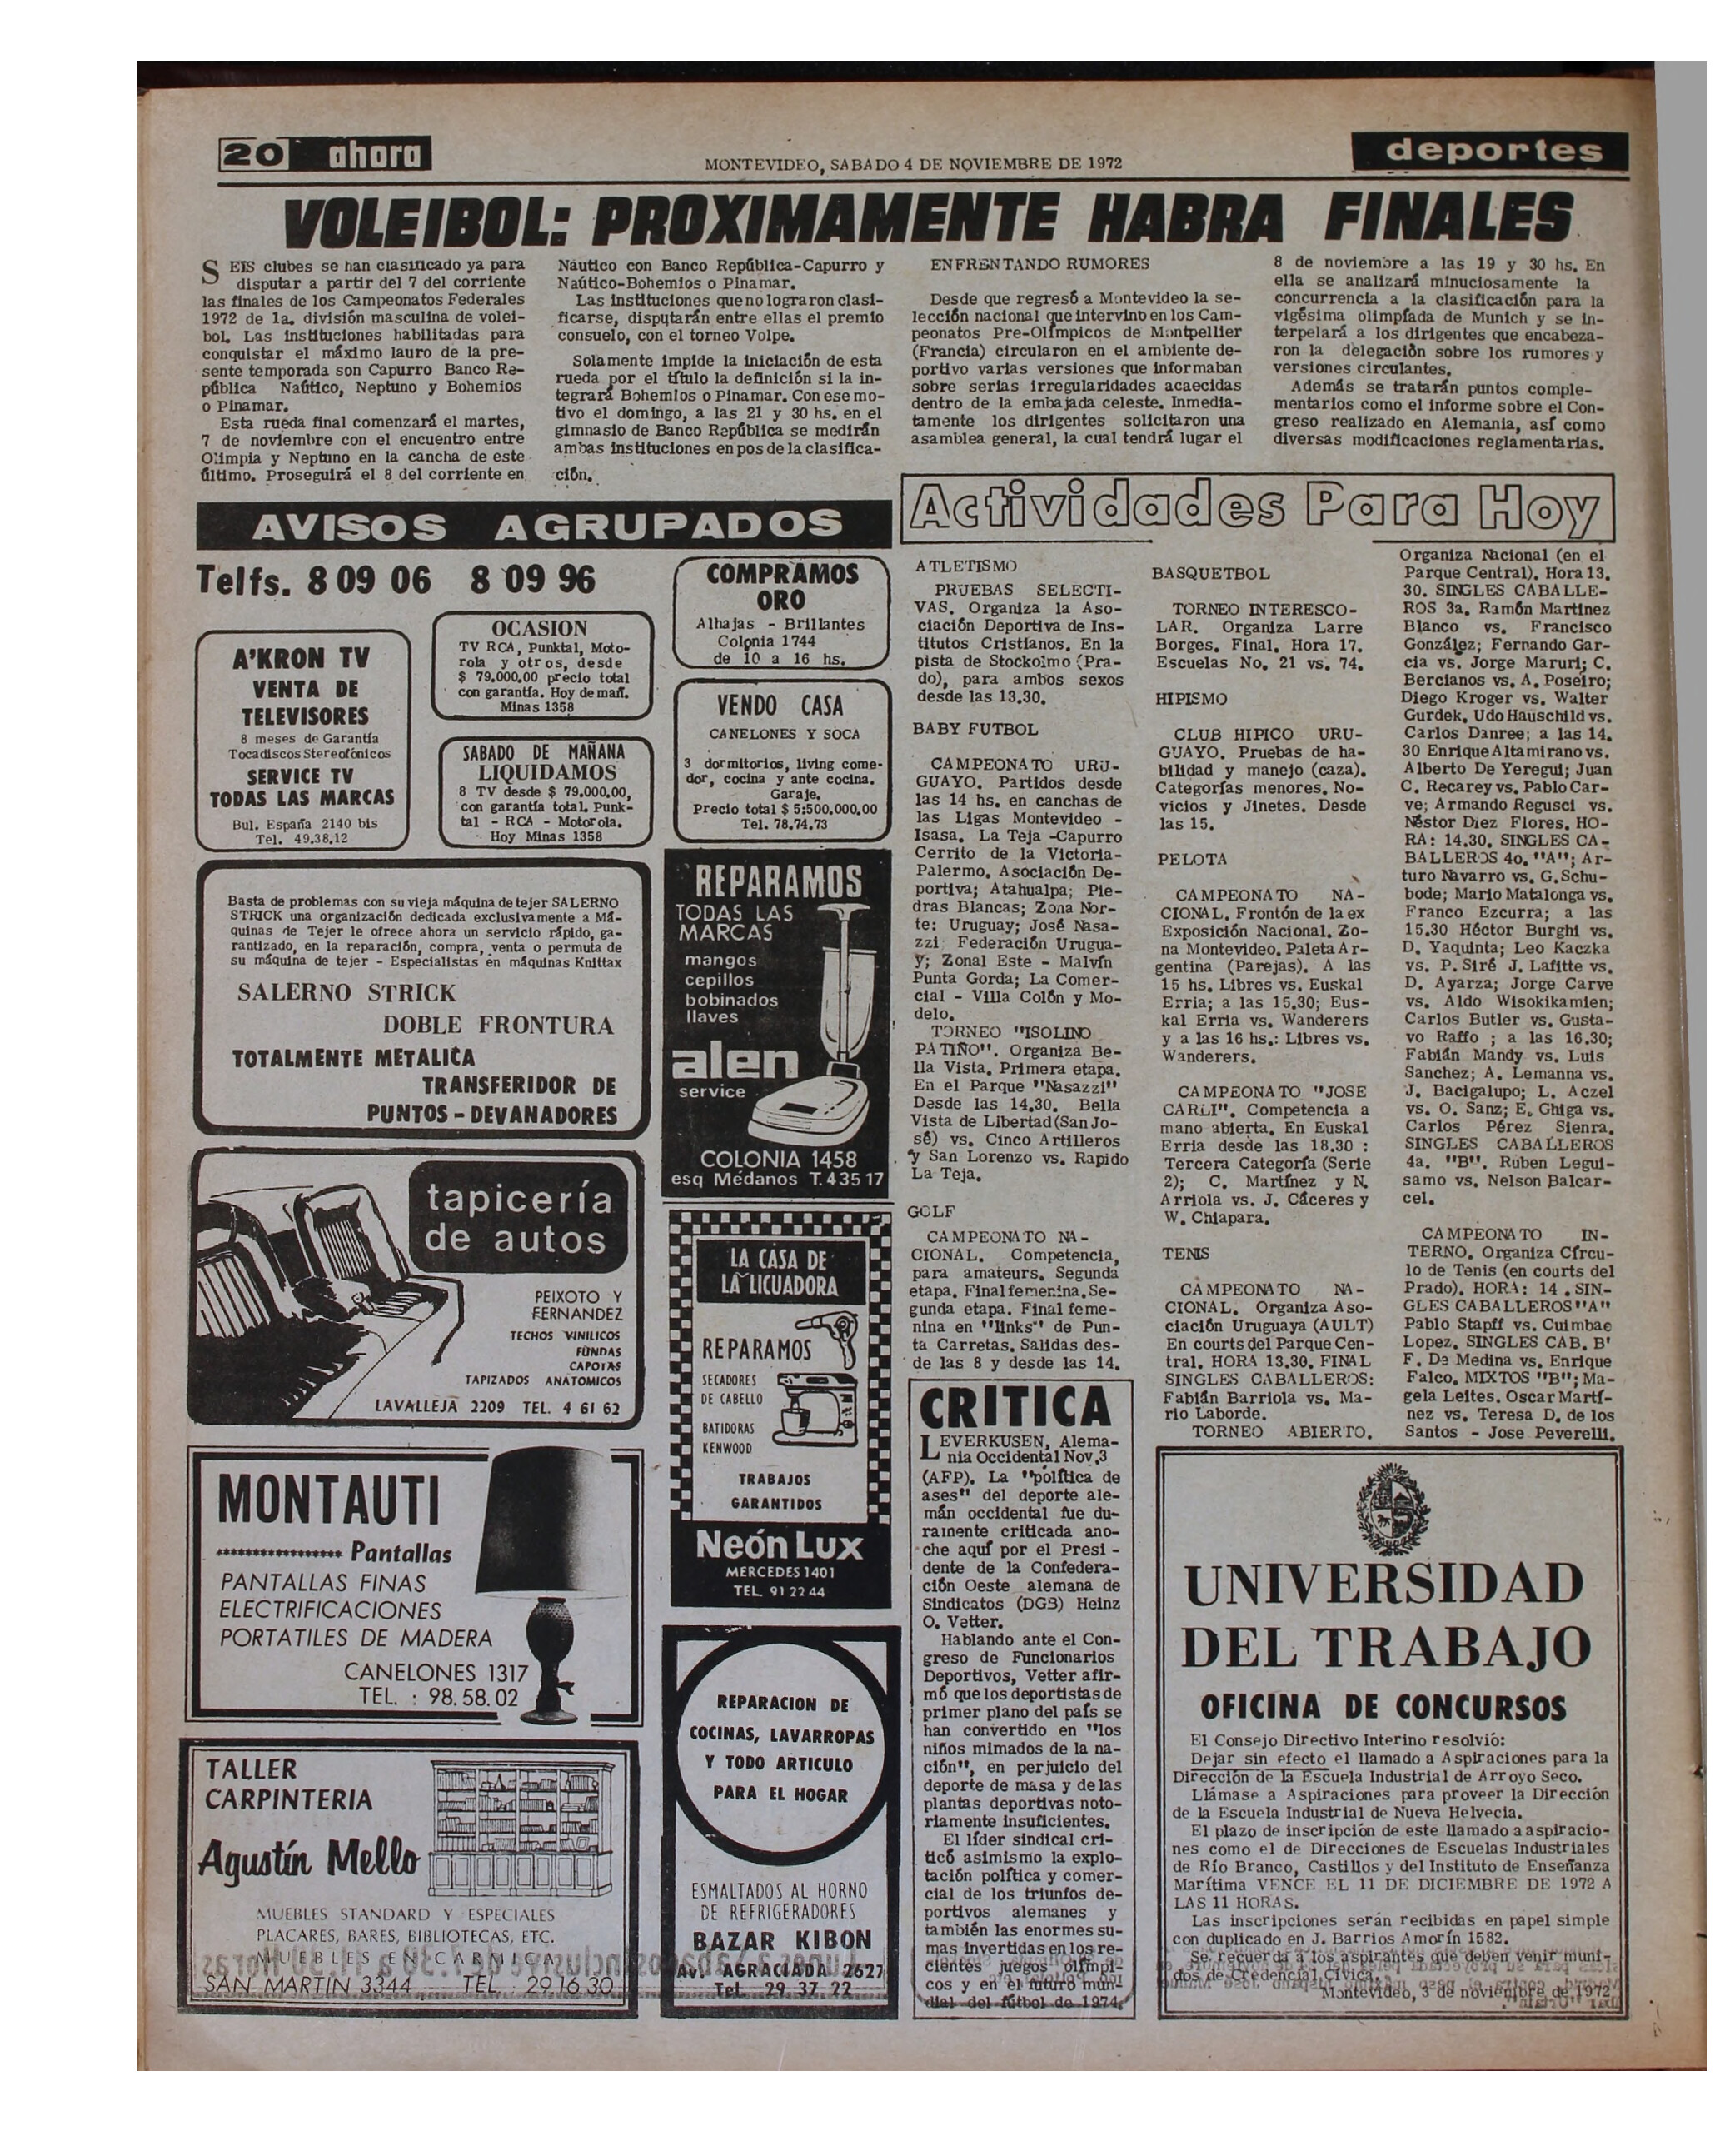 20 ahora
MONTEVIDEO, SABADO 4 DE NOVIEMBRE DE 1972
deportes
VOLEIBOL: PROXIMAMENTE HABRA FINALES
SEIS clubes se han clasificado ya para
disputar a partir del 7 del corriente
las finales de los Campeonatos Federales
1972 de 1a. división masculina de volei-
bol. Las instituciones habilitadas para
conquistar el máximo lauro de la pre-
sente temporada son Capurro Banco Re-
pública Naútico, Neptuno y Bohemios
o Pinamar.
Esta rueda final comenzará el martes,
7 de noviembre con el encuentro entre
Olimpia y Neptuno en la cancha de este
último. Proseguirá el 8 del corriente en
Náutico con Banco República-Capurro y
Naútico-Bohemios o Pinamar.
Las instituciones que no lograron clasi-
ficarse, disputarán entre ellas el premio
consuelo, con el torneo Volpe.
Solamente impide la iniciación de esta
rueda por el título la definición si la in-
tegrará Bohemios o Pinamar. Con ese mo-
tivo el domingo, a las 21 y 30 hs. en el
gimnasio de Banco República se medirán
ambas instituciones en pos de la clasifica-
ción.
ENFRENTANDO RUMORES
Desde que regresó a Montevideo la se-
lección nacional que intervino en los Cam-
peonatos Pre-Olímpicos de Montpellier
(Francia) circularon en el ambiente de-
portivo varias versiones que informaban
sobre serias irregularidades acaecidas
dentro de la embajada celeste. Inmedia-
tamente los dirigentes solicitaron una
asamblea general, la cual tendrá lugar el
8 de noviembre a las 19 y 30 hs. En
ella se analizará minuciosamente la
concurrencia a la clasificación para la
vigésima olimpíada de Munich y se in-
terpelará a los dirigentes que encabeza-
ron la delegación sobre los rumores y
versiones circulantes.
Además se tratarán puntos comple-
mentarios como el informe sobre el Con-
greso realizado en Alemania, así como
diversas modificaciones reglamentarias.
AVISOS AGRUPADOS
Telfs. 8 09 06 8 09 96
A'KRON TV
VENTA DE
TELEVISORES
8 meses de Garantía
Tocadiscos Stereofónicos
SERVICE TV
TODAS LAS MARCAS
Bul. España 2140 bis
Tel. 49.38.12
OCASION
TV RCA, Punktal, Moto-
rola y otros, desde
$ 79.000.00 precio total
con garantía. Hoy de mañ.
Minas 1358
SABADO DE MAÑANA
LIQUIDAMOS
8 TV desde $ 79.000.00,
con garantía total. Punk-
tal - RCA - Motorola.
Hoy Minas 1358
COMPRAMOS
ORO
Alhajas - Brillantes
Colonia 1744
de 10 a 16 hs.
VENDO CASA
CANELONES Y SOCA
3 dormitorios, living come-
dor, cocina y ante cocina.
Garaje.
Precio total $ 5:500.000.00
Tel. 78.74.73
Basta de problemas con su vieja máquina de tejer SALERNO
STRICK una organización dedicada exclusivamente a Má-
quinas de Tejer le ofrece ahora un servicio rápido, ga-
rantizado, en la reparación, compra, venta o permuta de
su máquina de tejer - Especialistas en máquinas Knittax
SALERNO STRICK
DOBLE FRONTURA
TOTALMENTE METALICA
TRANSFERIDOR DE
PUNTOS - DEVANADORES
REPARAMOS
TODAS LAS
MARCAS
mangos
cepillos
bobinados
llaves
alen
service
COLONIA 1458
esq Médanos T. 435 17
tapicería
de autos
PEIXOTO Y
FERNANDEZ
TECHOS VINILICOS
FUNDAS
CAPOTAS
TAPIZADOS ANATOMICOS
LAVALLEJA 2209 TEL. 4 61 62
LA CASA DE
LA LICUADORA
REPARAMOS
SECADORES
DE CABELLO
BATIDORAS
KENWOOD
TRABAJOS
GARANTIDOS
Neón Lux
MERCEDES 1401
TEL. 91 22 44
MONTAUTI
Pantallas
PANTALLAS FINAS
ELECTRIFICACIONES
PORTATILES DE MADERA
CANELONES 1317
TEL. : 98.58.02
REPARACION DE
COCINAS, LAVARROPAS
Y TODO ARTICULO
PARA EL HOGAR
ESMALTADOS AL HORNO
DE REFRIGERADORES
BAZAR KIBON
Av. AGRACIADA 2627
Tel. 29 37 22
TALLER
CARPINTERIA
Agustín Mello
MUEBLES STANDARD Y ESPECIALES
PLACARES, BARES, BIBLIOTECAS, ETC.
MUEBLES EN CARMICA
SAN MARTIN 3344 TEL. 29.16.30
Actividades Para Hoy
ATLETISMO
PRUEBAS SELECTI-
VAS. Organiza la Aso-
ciación Deportiva de Ins-
titutos Cristianos. En la
pista de Stockolmo (Pra-
do), para ambos sexos
desde las 13.30.
BABY FUTBOL
CAMPEONATO URU-
GUAYO. Partidos desde
las 14 hs. en canchas de
las Ligas Montevideo -
Isasa. La Teja -Capurro
Cerrito de la Victoria-
Palermo. Asociación De-
portiva; Atahualpa; Pie-
dras Blancas; Zona Nor-
te: Uruguay; José Nasa-
zzi; Federación Urugua-
y; Zonal Este - Malvín
Punta Gorda; La Comer-
cial - Villa Colón y Mo-
delo.
TORNEO "ISOLINO
PATIÑO". Organiza Be-
lla Vista. Primera etapa.
En el Parque "Nasazzi"
Desde las 14.30. Bella
Vista de Libertad (San Jo-
sé) vs. Cinco Artilleros
y San Lorenzo vs. Rapido
La Teja.
GOLF
CAMPEONATO NA-
CIONAL. Competencia,
para amateurs. Segunda
etapa. Final femenina. Se-
gunda etapa. Final feme-
nina en "links" de Pun-
ta Carretas. Salidas des-
de las 8 y desde las 14.
BASQUETBOL
TORNEO INTERESCO-
LAR. Organiza Larre
Borges. Final. Hora 17.
Escuelas No. 21 vs. 74.
HIPISMO
CLUB HIPICO URU-
GUAYO. Pruebas de ha-
bilidad y manejo (caza).
Categorías menores. No-
vicios y Jinetes. Desde
las 15.
PELOTA
CAMPEONATO NA-
CIONAL. Frontón de la ex
Exposición Nacional. Zo-
na Montevideo. Paleta Ar-
gentina (Parejas). A las
15 hs. Libres vs. Euskal
Erria; a las 15.30; Eus-
kal Erria vs. Wanderers
y a las 16 hs.: Libres vs.
Wanderers.
CAMPEONATO "JOSE
CARLI". Competencia a
mano abierta. En Euskal
Erria desde las 18.30 :
Tercera Categoría (Serie
2); C. Martínez y N.
Arriola vs. J. Cáceres y
W. Chiapara.
TENIS
CAMPEONATO NA-
CIONAL. Organiza Aso-
ciación Uruguaya (AULT)
En courts del Parque Cen-
tral. HORA 13.30. FINAL
SINGLES CABALLEROS:
Fabián Barriola vs. Ma-
rio Laborde.
TORNEO ABIERTO.
Organiza Nacional (en el
Parque Central). Hora 13.
30. SINGLES CABALLE-
ROS 3a. Ramón Martinez
Blanco vs. Francisco
González; Fernando Gar-
cia vs. Jorge Maruri; C.
Bercianos vs. A. Poseiro;
Diego Kroger vs. Walter
Gurdek. Udo Hauschild vs.
Carlos Danree; a las 14.
30 Enrique Altamirano vs.
Alberto De Yeregui; Juan
C. Recarey vs. Pablo Car-
ve; Armando Regusci vs.
Néstor Diez Flores. HO-
RA: 14.30. SINGLES CA-
BALLEROS 4o. "A"; Ar-
turo Navarro vs. G. Schu-
bode; Mario Matalonga vs.
Franco Ezcurra; a las
15.30 Héctor Burghi vs.
D. Yaquinta; Leo Kaczka
vs. P. Siré J. Lafitte vs.
D. Ayarza; Jorge Carve
vs. Aldo Wisokikamien;
Carlos Butler vs. Gusta-
vo Raffo ; a las 16.30;
Fabián Mandy vs. Luis
Sanchez; A. Lemanna vs.
J. Bacigalupo; L. Aczel
vs. O. Sanz; E. Ghiga vs.
Carlos Pérez Sienra.
SINGLES CABALLEROS
4a. "B". Ruben Legui-
samo vs. Nelson Balcar-
cel.
CAMPEONATO IN-
TERNO. Organiza Círcu-
lo de Tenis (en courts del
Prado). HORA: 14 . SIN-
GLES CABALLEROS "A"
Pablo Stapff vs. Cuimbae
Lopez. SINGLES CAB. B'
F. De Medina vs. Enrique
Falco. MIXTOS "B"; Ma-
gela Leites. Oscar Martí-
nez vs. Teresa D. de los
Santos - Jose Peverelli.
CRITICA
LEVERKUSEN, Alema-
nia Occidental Nov.3
(AFP). La "política de
ases" del deporte ale-
mán occidental fue du-
ramente criticada ano-
che aquí por el Presi -
dente de la Confedera-
ción Oeste alemana de
Sindicatos (DGB) Heinz
O. Vetter.
Hablando ante el Con-
greso de Funcionarios
Deportivos, Vetter afir-
mó que los deportistas de
primer plano del país se
han convertido en "los
niños mimados de la na-
ción", en perjuicio del
deporte de masa y de las
plantas deportivas noto-
riamente insuficientes.
El líder sindical cri-
ticó asimismo la explo-
tación política y comer-
cial de los triunfos de-
portivos alemanes y
también las enormes su-
mas invertidas en los re-
cientes juegos olímpi-
cos y en el futuro mun-
dial del fútbol de 1974.
UNIVERSIDAD
DEL TRABAJO
OFICINA DE CONCURSOS
El Consejo Directivo Interino resolvió:
Dejar sin efecto el llamado a Aspiraciones para la
Dirección de la Escuela Industrial de Arroyo Seco.
Llámase a Aspiraciones para proveer la Dirección
de la Escuela Industrial de Nueva Helvecia.
El plazo de inscripción de este llamado a aspiracio-
nes como el de Direcciones de Escuelas Industriales
de Río Branco, Castillos y del Instituto de Enseñanza
Marítima VENCE EL 11 DE DICIEMBRE DE 1972 A
LAS 11 HORAS.
Las inscripciones serán recibidas en papel simple
con duplicado en J. Barrios Amorín 1582.
Se recuerda a los aspirantes que deben venir muni-
dos de Credencial Cívica.
Montevideo, 3 de noviembre de 1972